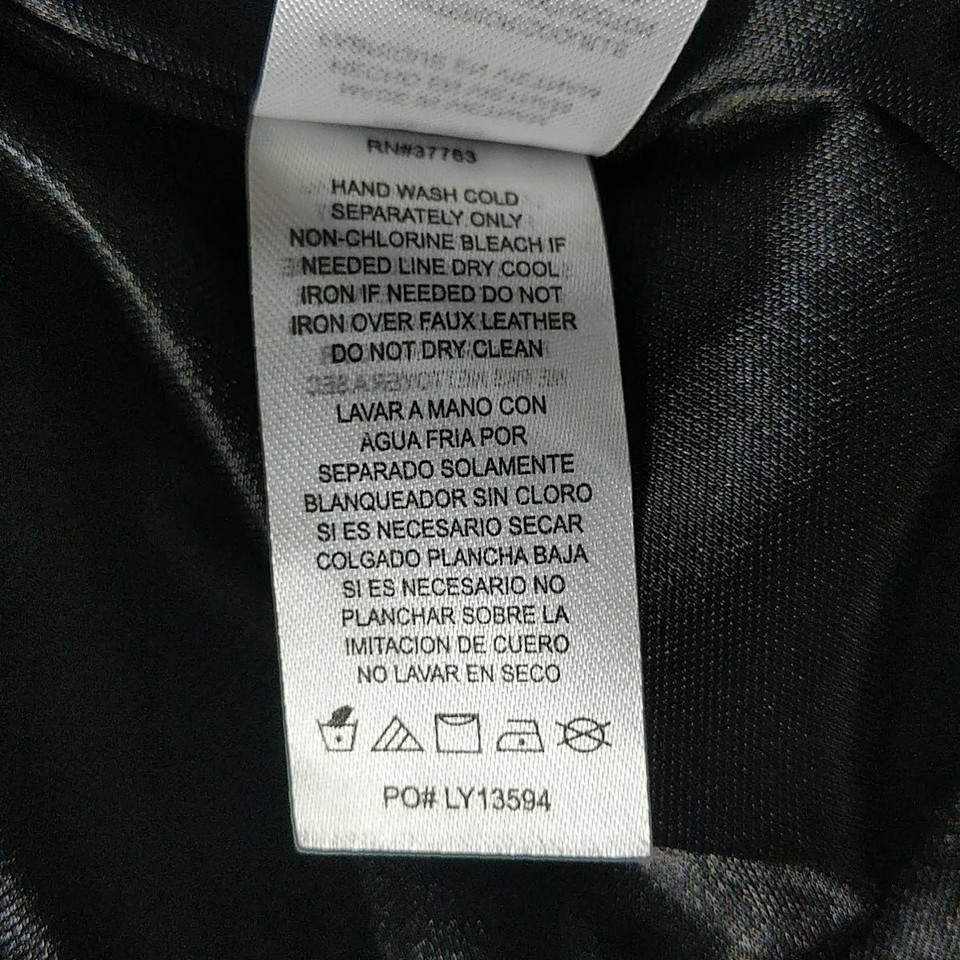 RN#37763
HAND WASH COLD
SEPARATELY ONLY
NON-CHLORINE BLEACH IF
NEEDED LINE DRY COOL
IRON IF NEEDED DO NOT
IRON OVER FAUX LEATHER
DO NOT DRY CLEAN
LAVAR A MANO CON
AGUA FRIA POR
SEPARADO SOLAMENTE
BLANQUEADOR SIN CLORO
SI ES NECESARIO SECAR
COLGADO PLANCHA BAJA
SI ES NECESARIO NO
PLANCHAR SOBRE LA
IMITACION DE CUERO
NO LAVAR EN SECO
PO# LY13594